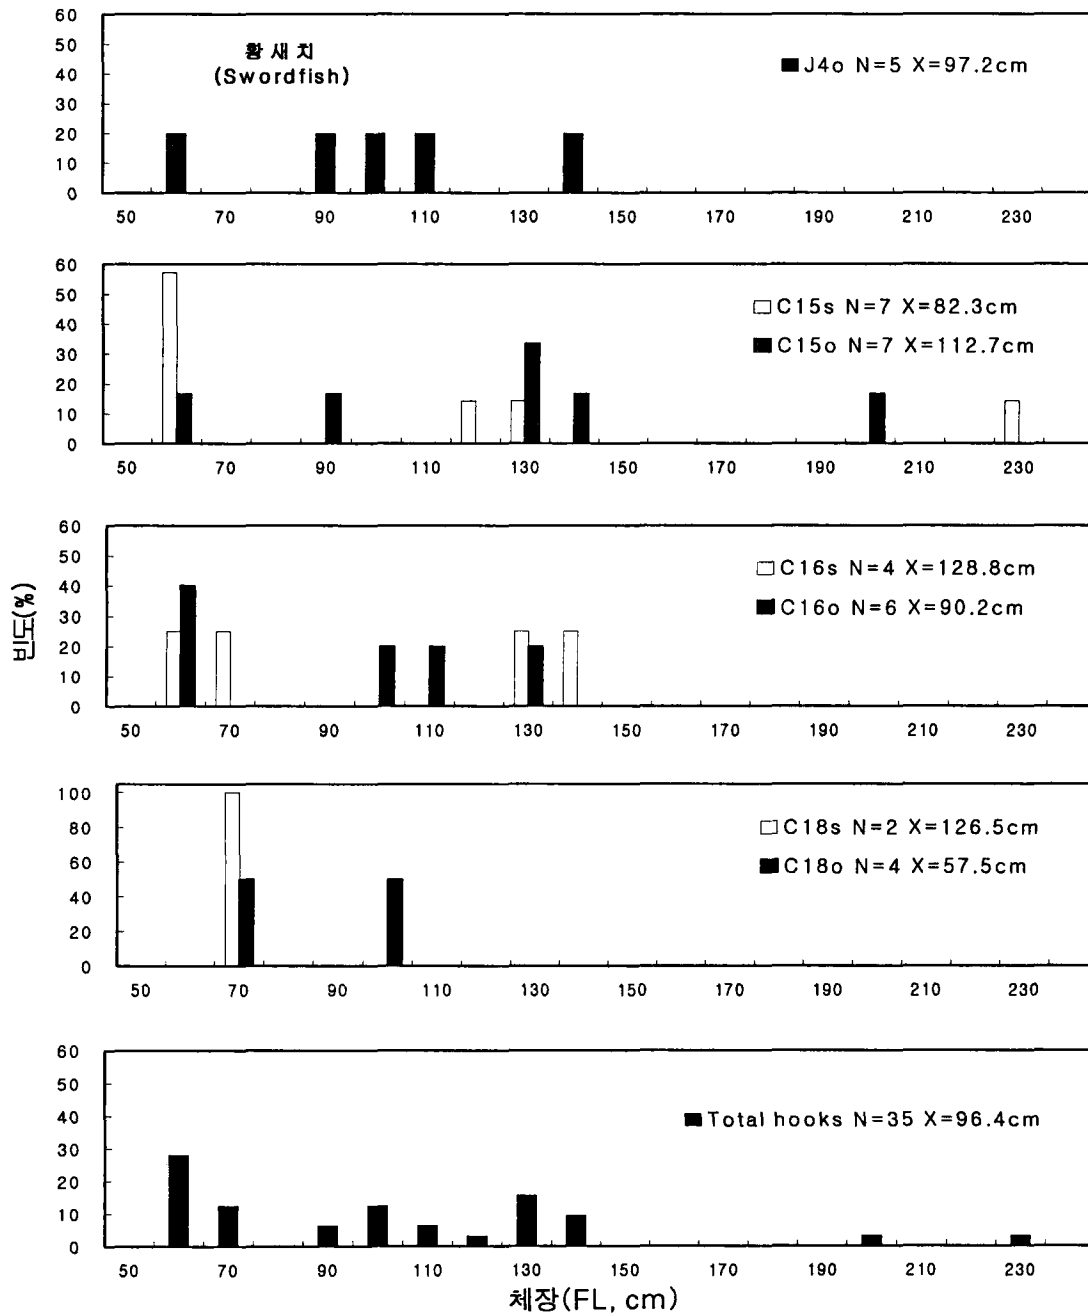 60
황새치
(Swordfish)
J4o N=5 X=97.2cm
50
40
30
20
10
0
50 70 90 110 130 150 170 190 210 230
60
50
40
30
20
10
0
C15s N=7 X=82.3cm
C15o N=7 X=112.7cm
50 70 90 110 130 150 170 190 210 230
빈도(%)
60
50
40
30
20
10
0
C16s N=4 X=128.8cm
C16o N=6 X=90.2cm
50 70 90 110 130 150 170 190 210 230
100
80
60
40
20
0
C18s N=2 X=126.5cm
C18o N=4 X=57.5cm
50 70 90 110 130 150 170 190 210 230
60
50
40
30
20
10
0
Total hooks N=35 X=96.4cm
50 70 90 110 130 150 170 190 210 230
체장(FL, cm)